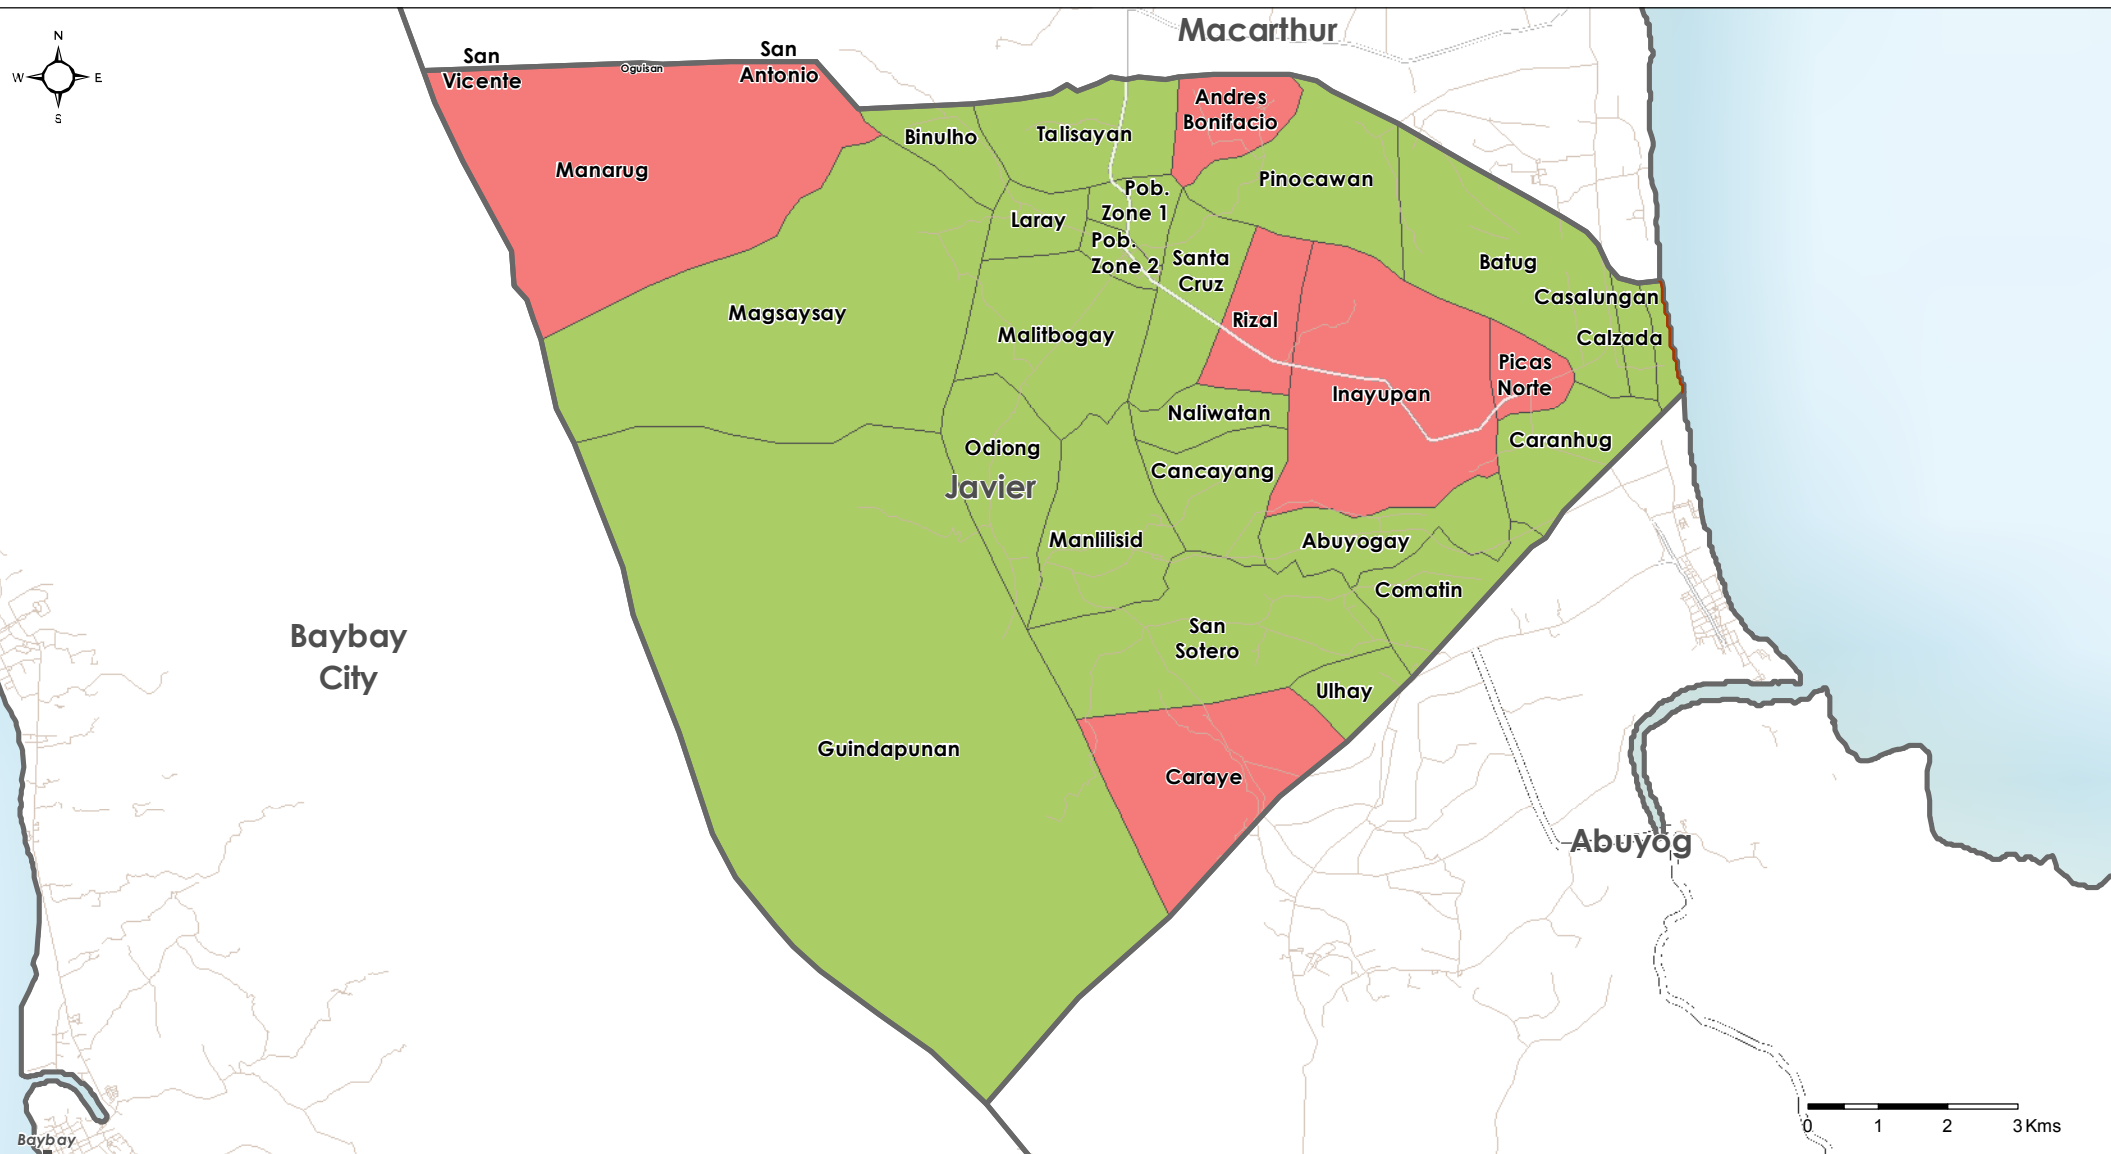 Macarthur
N
W
E
S
San
Vicente
Oguisan
San
Antonio
Andres
Bonifacio
Binulho
Talisayan
Manarug
Pinocawan
Pob.
Zone 1
Laray
Pob.
Zone 2
Santa
Cruz
Batug
Casalungan
Magsaysay
Rizal
Malitbogay
Calzada
Picas
Norte
Inayupan
Naliwatan
Odiong
Caranhug
Cancayang
Javier
Manlilisid
Abuyogay
Comatin
Baybay
City
San
Sotero
Ulhay
Guindapunan
Caraye
Abuyog
Baybay
0 1 2 3 Kms